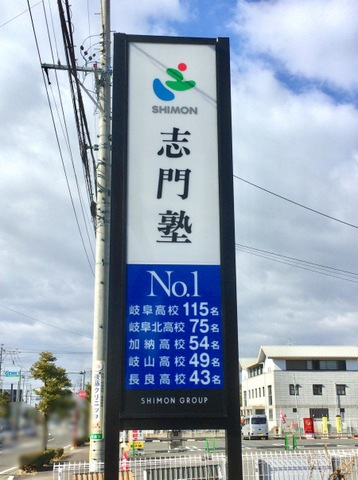 SHIMON
志門塾
No.1
岐阜高校 115名
岐阜北高校 75名
加納高校 54名
岐山高校 49名
長良高校 43名
SHIMON GROUP